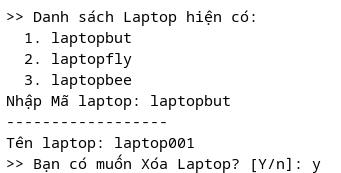 >> Danh sách Laptop hiện có:
1. laptopbut
2. laptopfly
3. laptopbee
Nhập Mã laptop: laptopbut
------------------
Tên laptop: laptop001
>> Bạn có muốn Xóa Laptop? [Y/n]: y